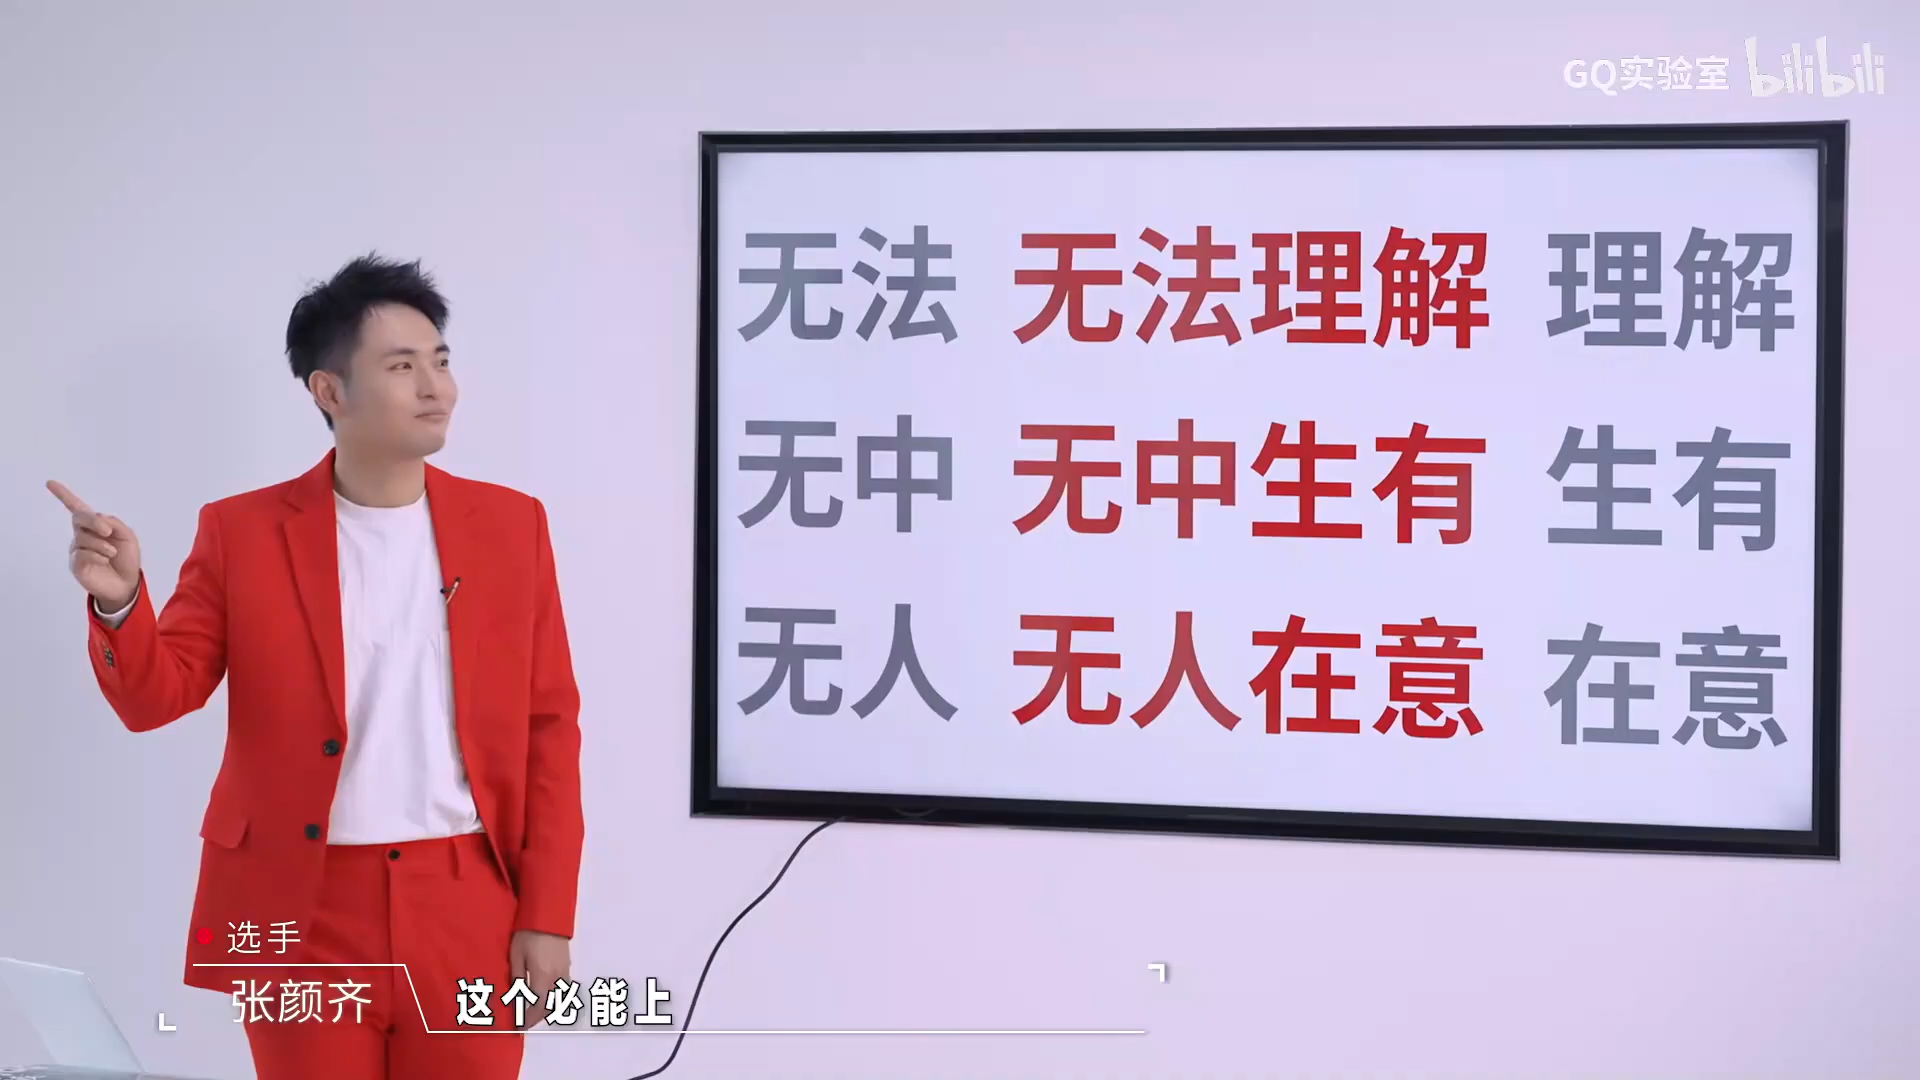 GQ实验室 bilibili
无法 无法理解 理解
无中 无中生有 生有
无人 无人在意 在意
选手
张颜齐
这个必能上